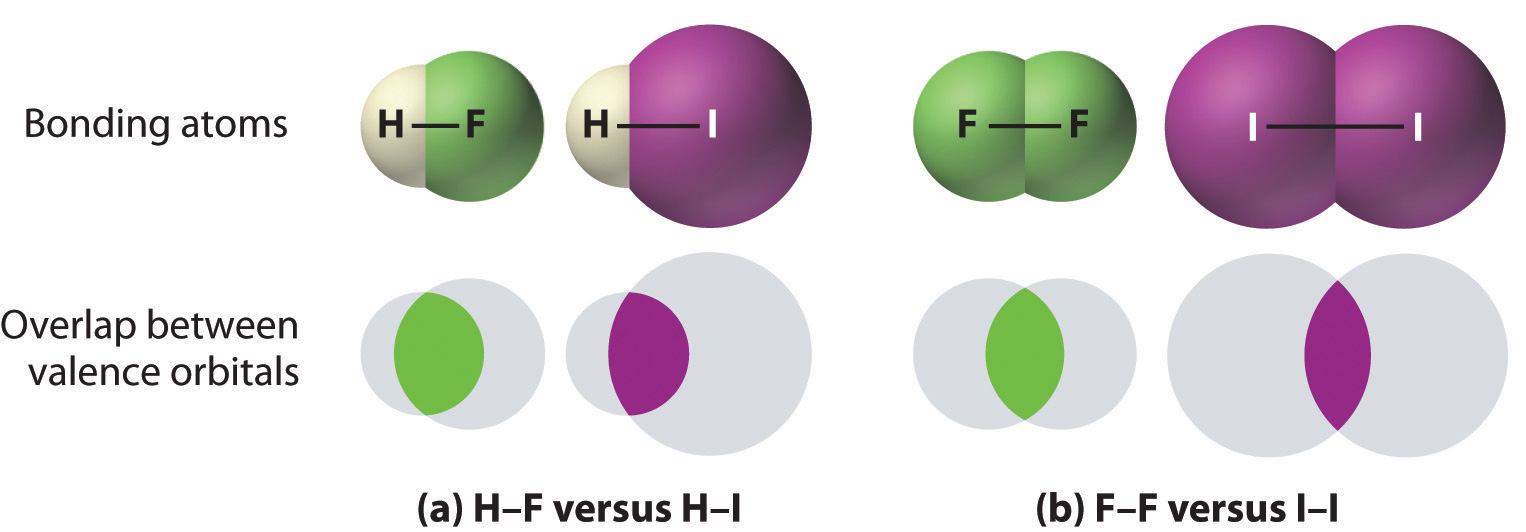 Bonding atoms
H F
H I
F F
I I
Overlap between
valence orbitals
(a) H–F versus H–I
(b) F–F versus I–I